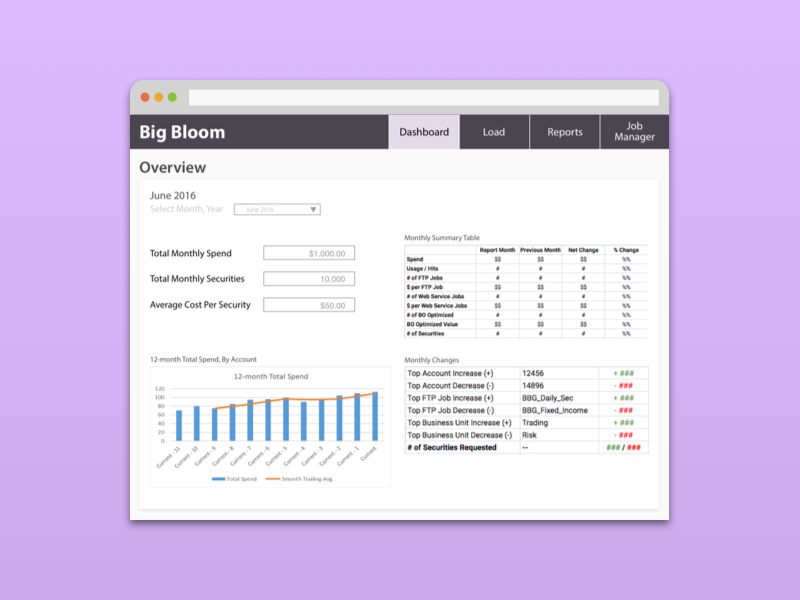 Big Bloom
Dashboard
Load
Reports
Job
Manager
Overview
June 2016
Select Month, Year
June 2016
Total Monthly Spend $1,000.00
Total Monthly Securities 10,000
Average Cost Per Security $50.00
Monthly Summary Table
Report Month Previous Month Net Change % Change
Spend $$ $$ $$ %%
Usage / Hits # # # %%
# of FTP Jobs # # # %%
$ per FTP Job $$ $$ $$ %%
# of Web Service Jobs # # # %%
$ per Web Service Jobs $$ $$ $$ %%
# of BO Optimized # # # %%
BO Optimized Value $$ $$ $$ %%
# of Securities # # # %%
12-month Total Spend, By Account
12-month Total Spend
120
100
80
60
40
20
0
Current - 11
Current - 10
Current - 9
Current - 8
Current - 7
Current - 6
Current - 5
Current - 4
Current - 3
Current - 2
Current - 1
Current
Total Spend 3month Trailing Avg
Monthly Changes
Top Account Increase (+) 12456 + ###
Top Account Decrease (-) 14896 - ###
Top FTP Job Increase (+) BBG_Daily_Sec + ###
Top FTP Job Decrease (-) BBG_Fixed_Income - ###
Top Business Unit Increase (+) Trading + ###
Top Business Unit Decrease (-) Risk - ###
# of Securities Requested -- ### / ###